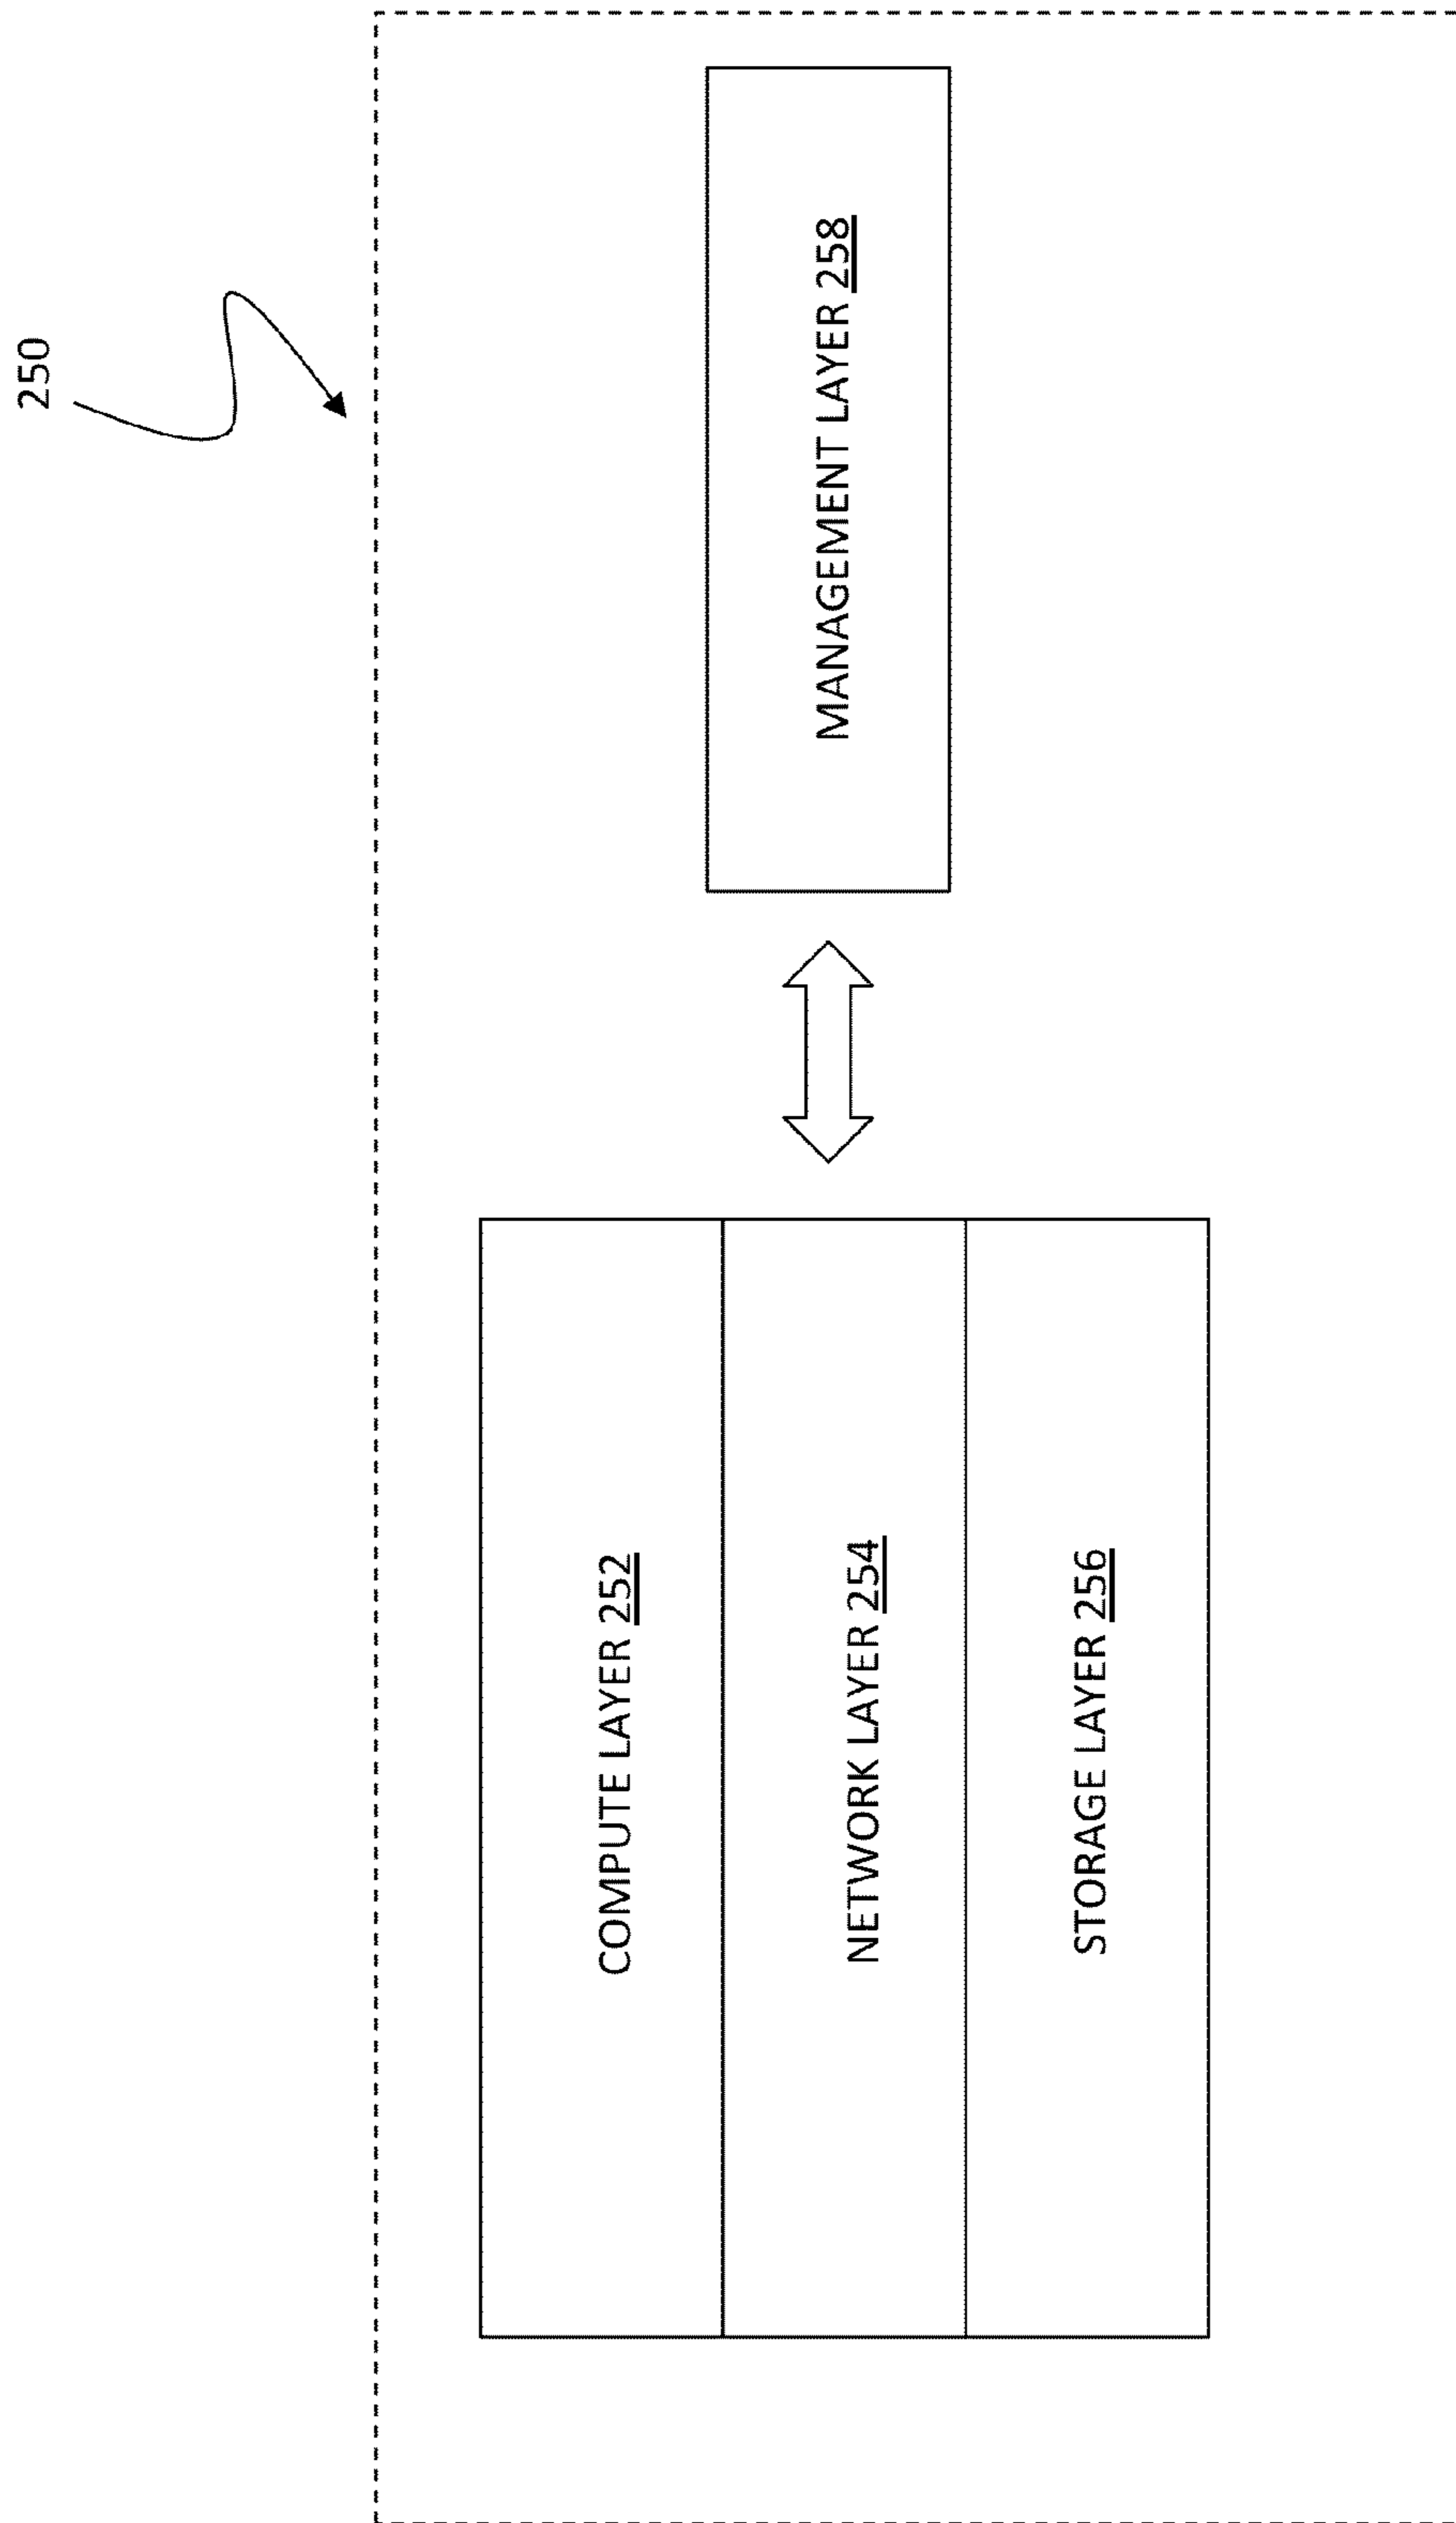 250
COMPUTE LAYER 252
NETWORK LAYER 254
STORAGE LAYER 256
MANAGEMENT LAYER 258